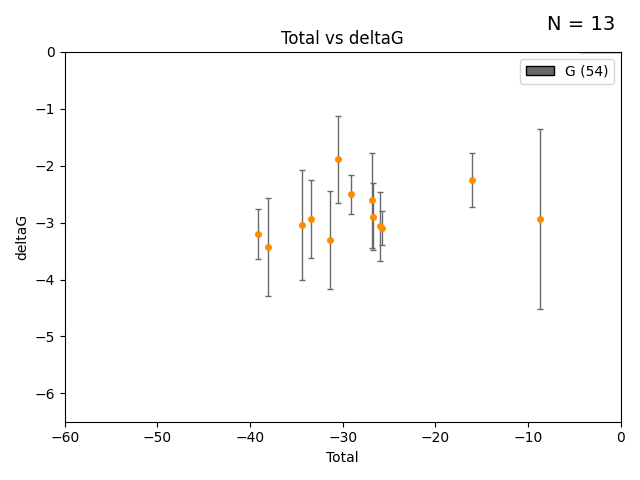 N = 13
Total vs deltaG
G (54)
0
−1
−2
−3
−4
−5
−6
deltaG
−60 −50 −40 −30 −20 −10 0
Total